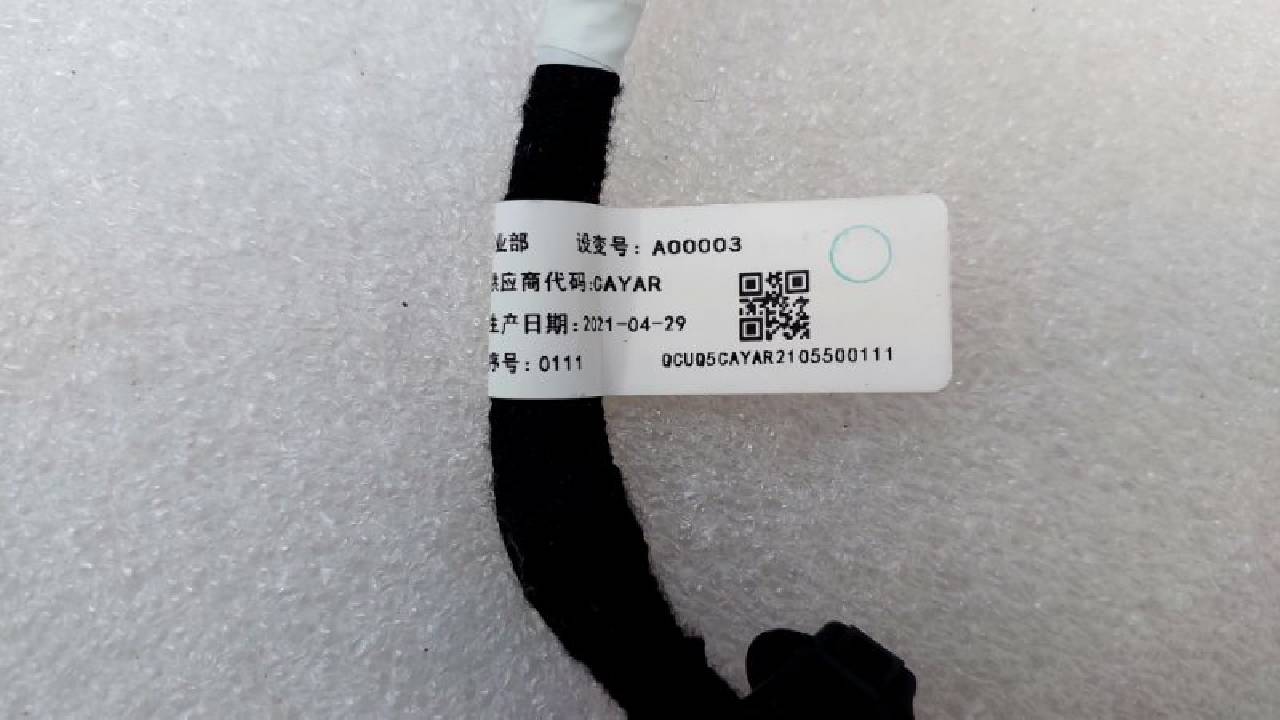 业部 设变号: A00003
供应商代码:CAYAR
生产日期:2021-04-29
序号: 0111
QCUQ5CAYAR2105500111